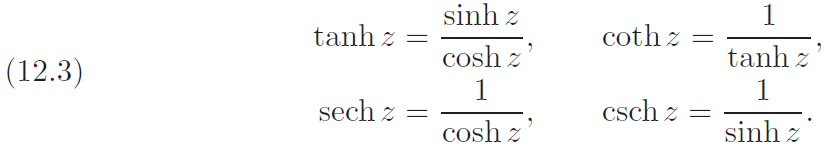 (12.3)
tanh z = sinh z / cosh z, coth z = 1 / tanh z,
sech z = 1 / cosh z, csch z = 1 / sinh z.